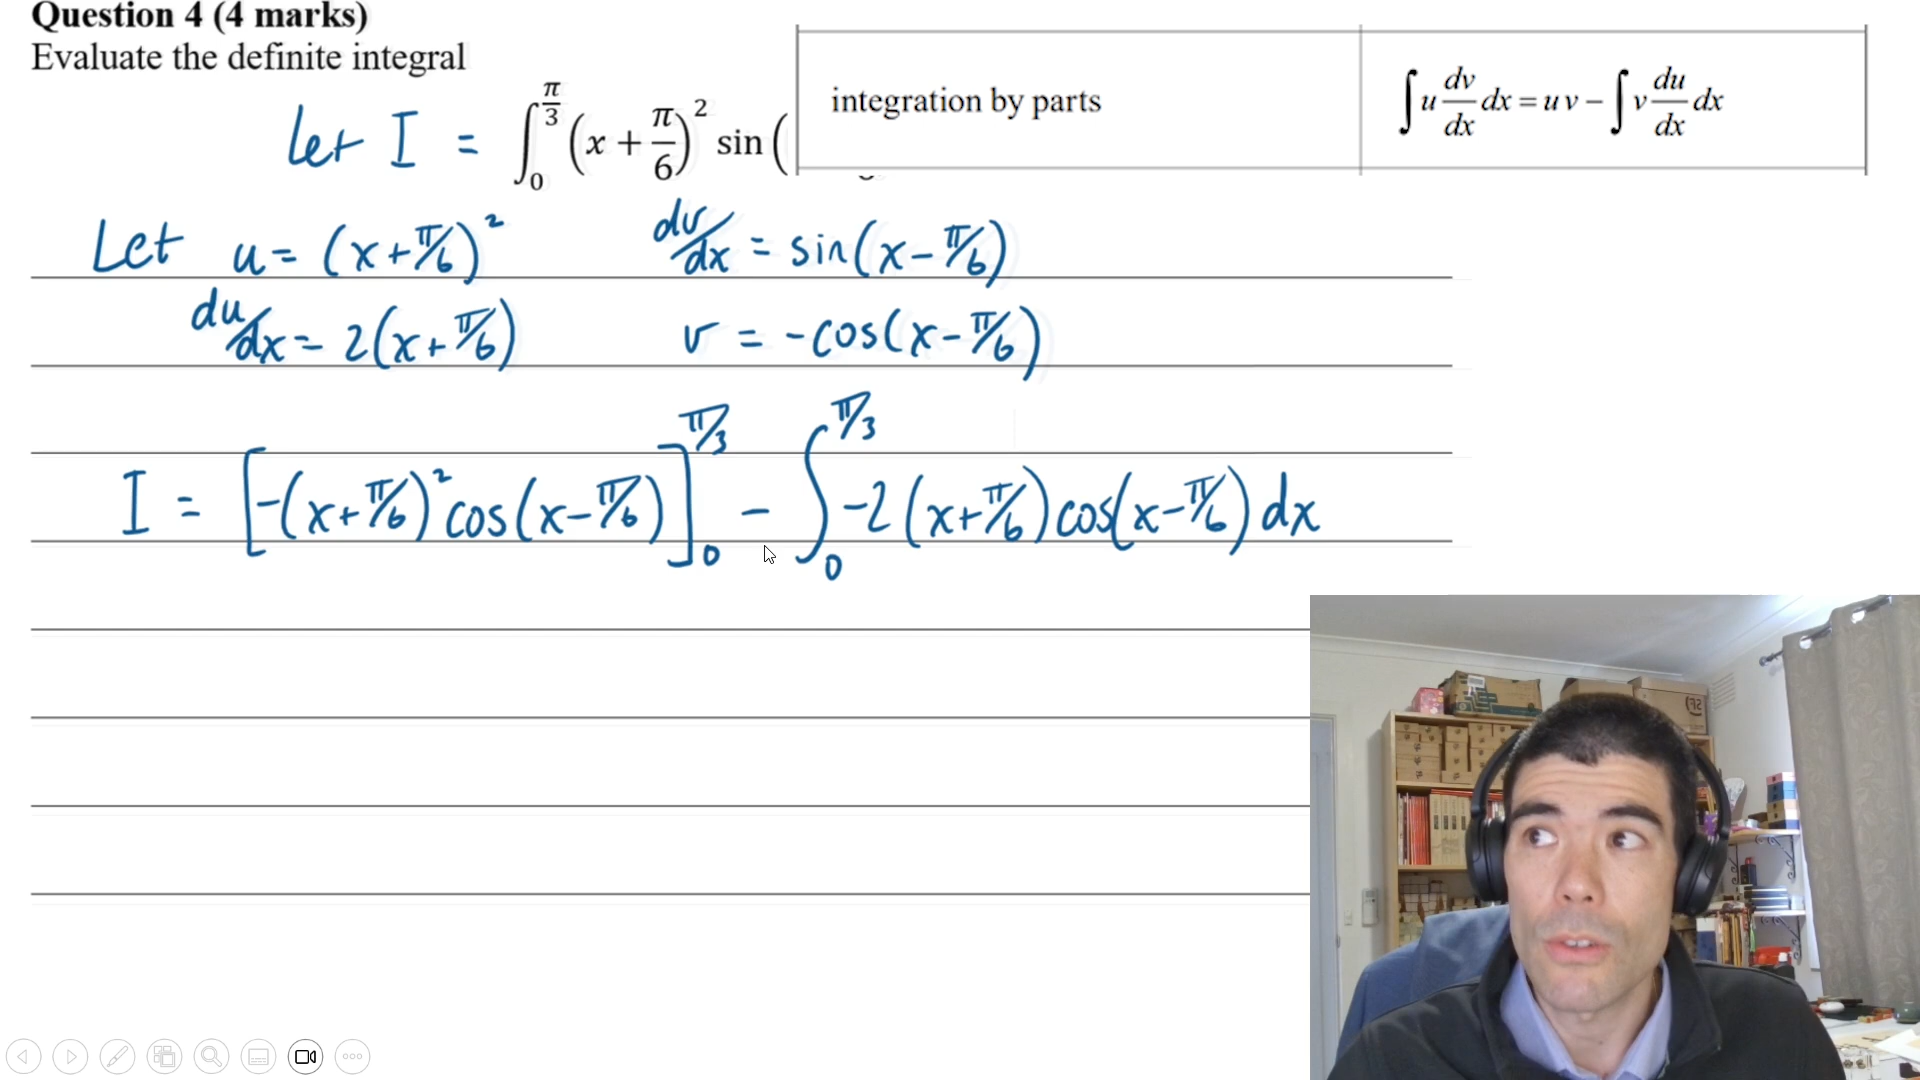 Question 4 (4 marks)
Evaluate the definite integral
Let I = ∫₀^(π/3) (x + π/6)² sin (
integration by parts
∫ u dv/dx dx = u v − ∫ v du/dx dx
Let u = (x+π/6)² dv/dx = sin(x−π/6)
du/dx = 2(x+π/6) v = -cos(x−π/6)
I = [-(x+π/6)² cos(x−π/6)]₀^(π/3) − ∫₀^(π/3) -2(x+π/6)cos(x−π/6) dx